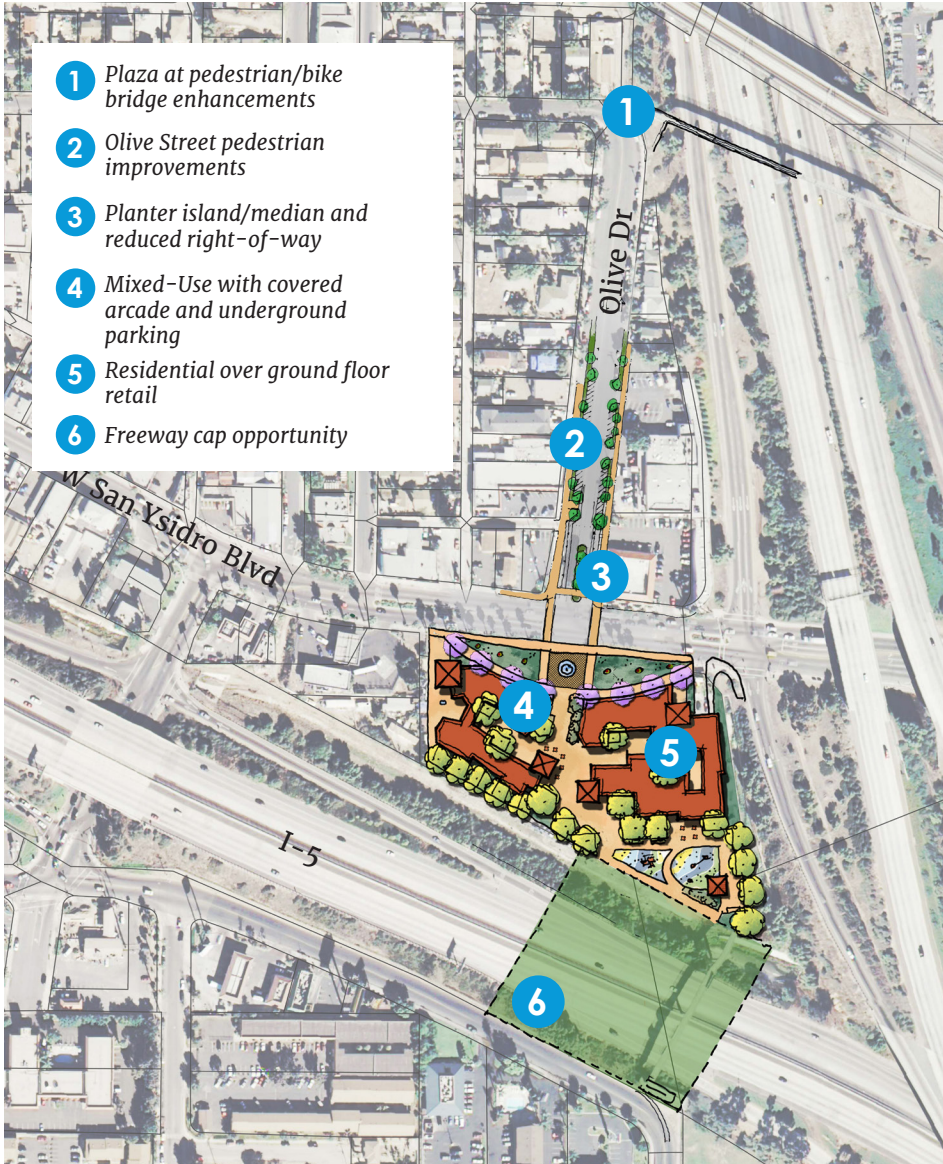 1 Plaza at pedestrian/bike
bridge enhancements
2 Olive Street pedestrian
improvements
3 Planter island/median and
reduced right-of-way
4 Mixed-Use with covered
arcade and underground
parking
5 Residential over ground floor
retail
6 Freeway cap opportunity
1
Olive Dr
2
W San Ysidro Blvd
3
4
5
I-5
6